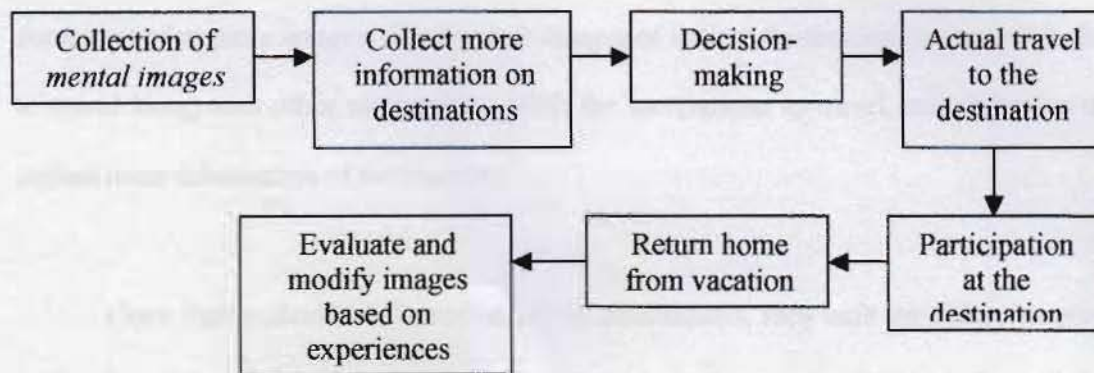 Collection of
mental images
Collect more
information on
destinations
Decision-
making
Actual travel
to the
destination
Participation
at the
destination
Return home
from vacation
Evaluate and
modify images
based on
experiences